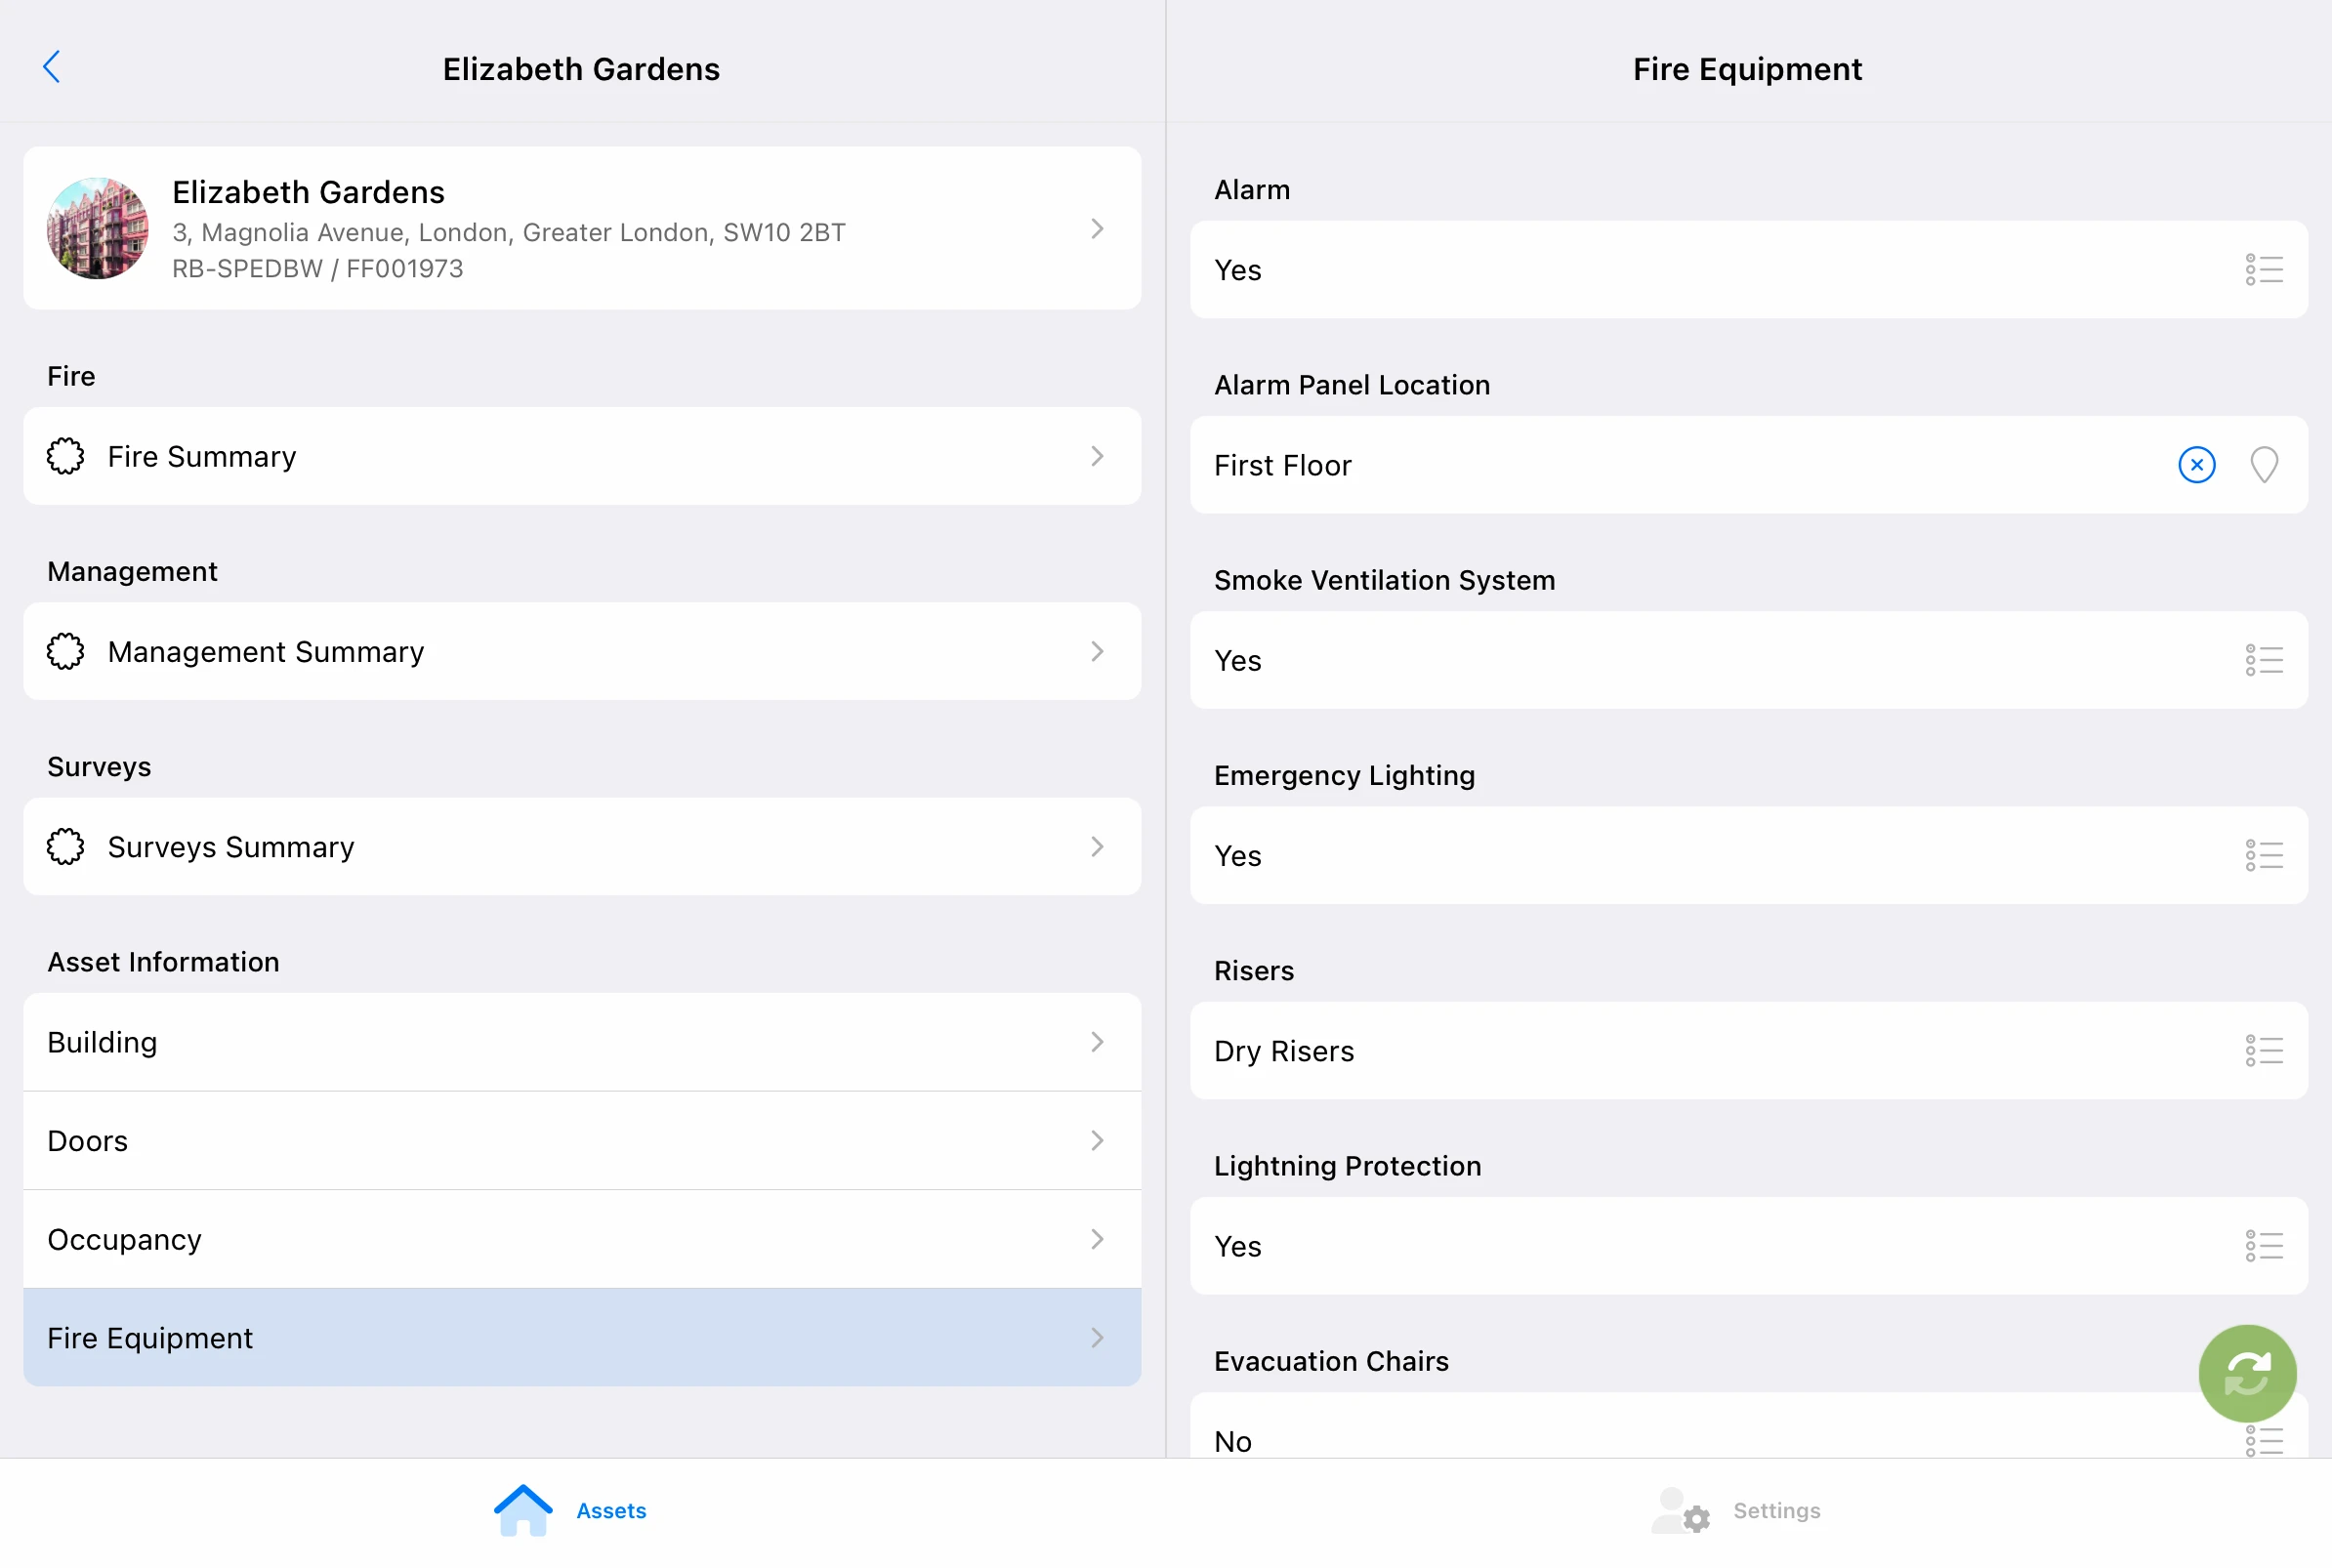 Elizabeth Gardens
Elizabeth Gardens
3, Magnolia Avenue, London, Greater London, SW10 2BT
RB-SPEDBW / FF001973
Fire
Fire Summary
Management
Management Summary
Surveys
Surveys Summary
Asset Information
Building
Doors
Occupancy
Fire Equipment
Fire Equipment
Alarm
Yes
Alarm Panel Location
First Floor
Smoke Ventilation System
Yes
Emergency Lighting
Yes
Risers
Dry Risers
Lightning Protection
Yes
Evacuation Chairs
No
Assets
Settings